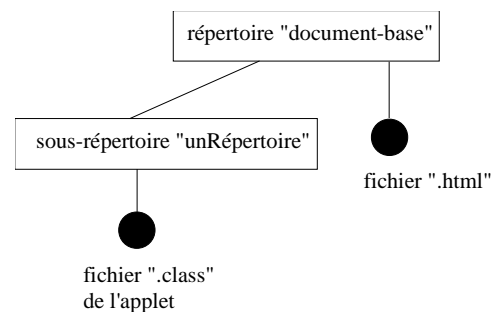 répertoire "document-base"
sous-répertoire "unRépertoire"
fichier ".html"
fichier ".class"
de l'applet